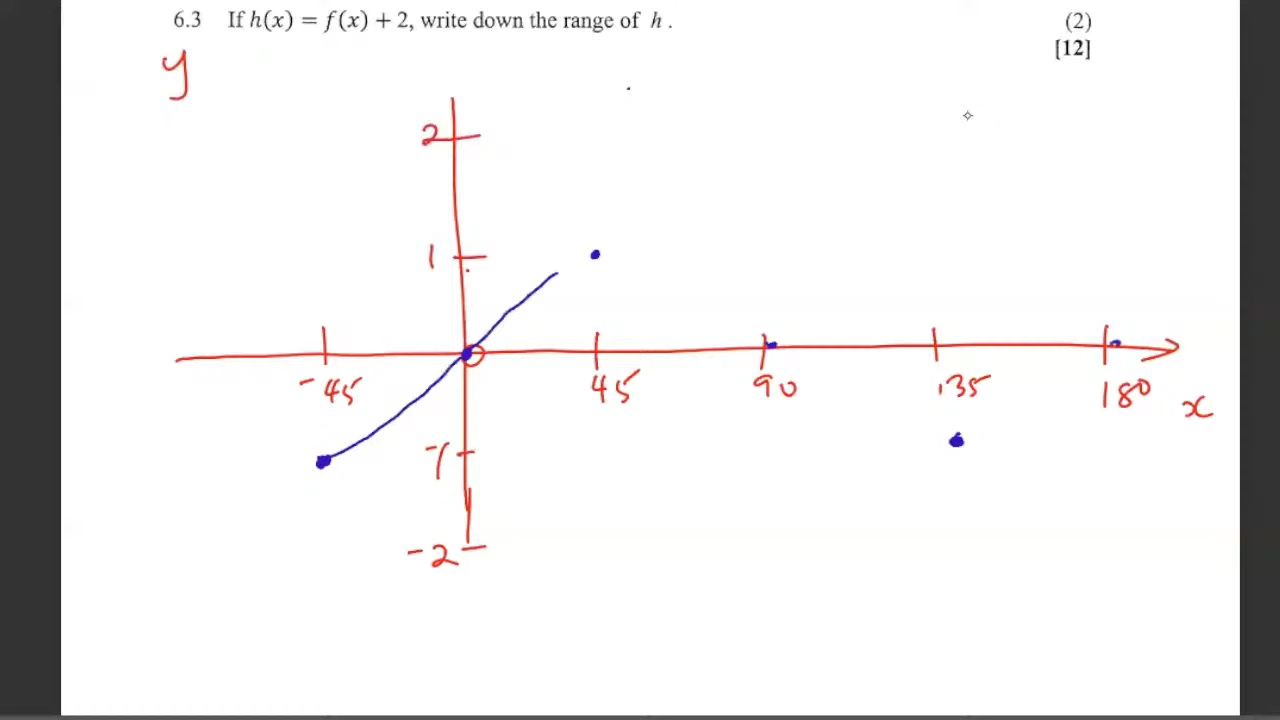 6.3 If h(x) = f(x) + 2, write down the range of h. (2)
[12]
y
2
1
-45 45 90 135 180 x
-1
-2